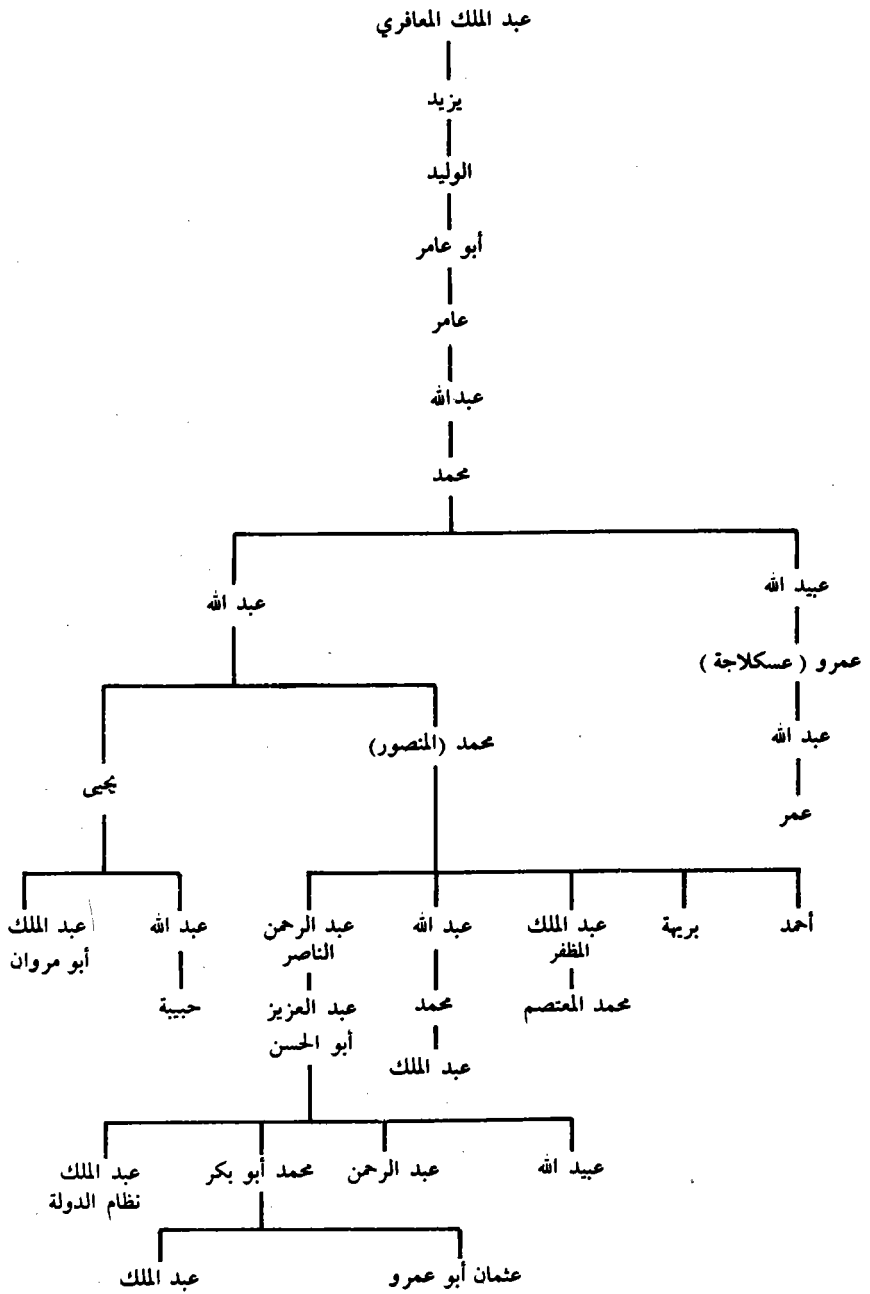 عبد الملك المعافري
يزيد
الوليد
أبو عامر
عامر
عبدالله
محمد
عبيد الله
عبد الله
عمرو (عسكلاجة)
عبد الله
محمد (المنصور)
يحيى
عمر
أحمد
بريهة
عبد الملك
المظفر
عبد الله
عبد الرحمن
الناصر
عبد الله
عبد الملك
أبو مروان
محمد المعتصم
محمد
عبد العزيز
أبو الحسن
حبيبة
عبد الملك
عبيد الله
عبد الرحمن
محمد أبو بكر
عبد الملك
نظام الدولة
عثمان أبو عمرو
عبد الملك